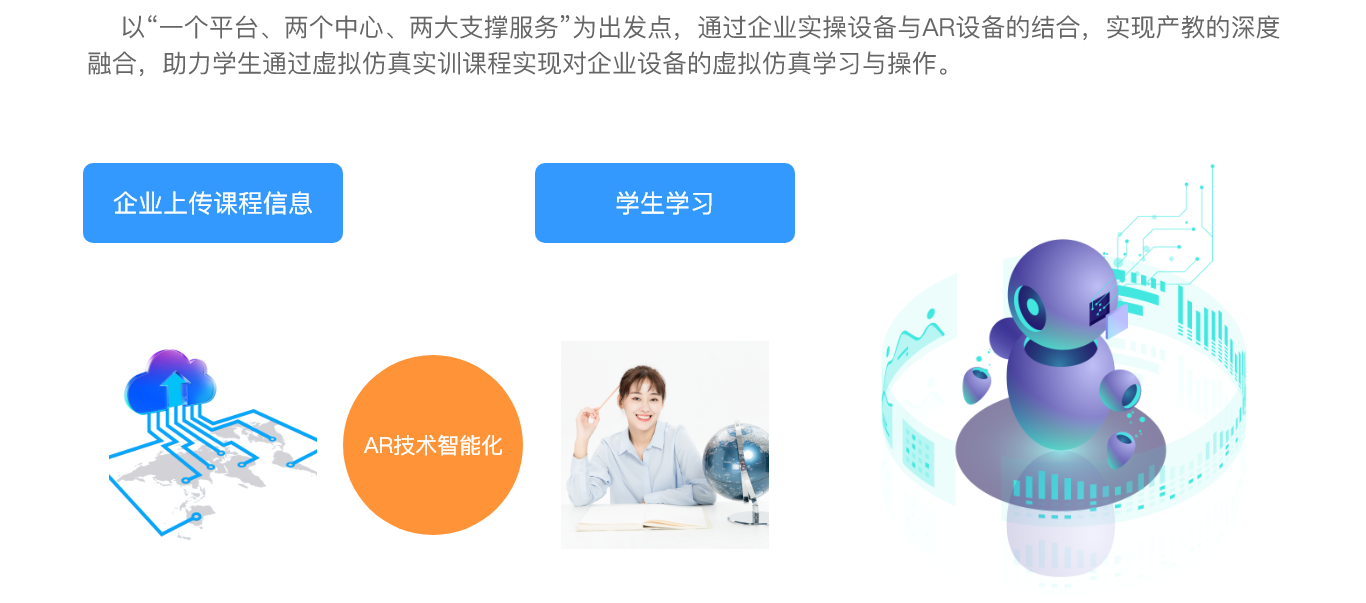 以“一个平台、两个中心、两大支撑服务”为出发点，通过企业实操设备与AR设备的结合，实现产教的深度
融合，助力学生通过虚拟仿真实训课程实现对企业设备的虚拟仿真学习与操作。
企业上传课程信息
学生学习
AR技术智能化